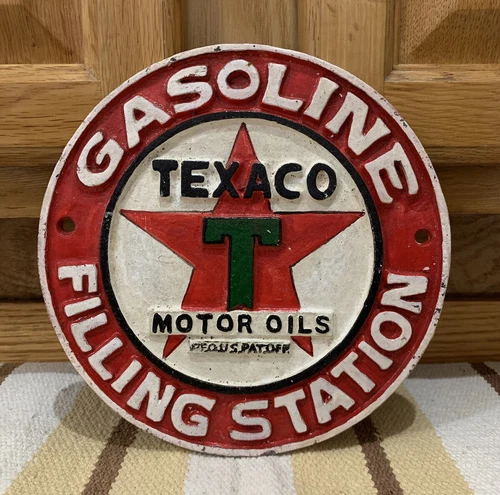 GASOLINE
TEXACO
T
MOTOR OILS
REG.U.S.PAT.OFF.
FILLING STATION